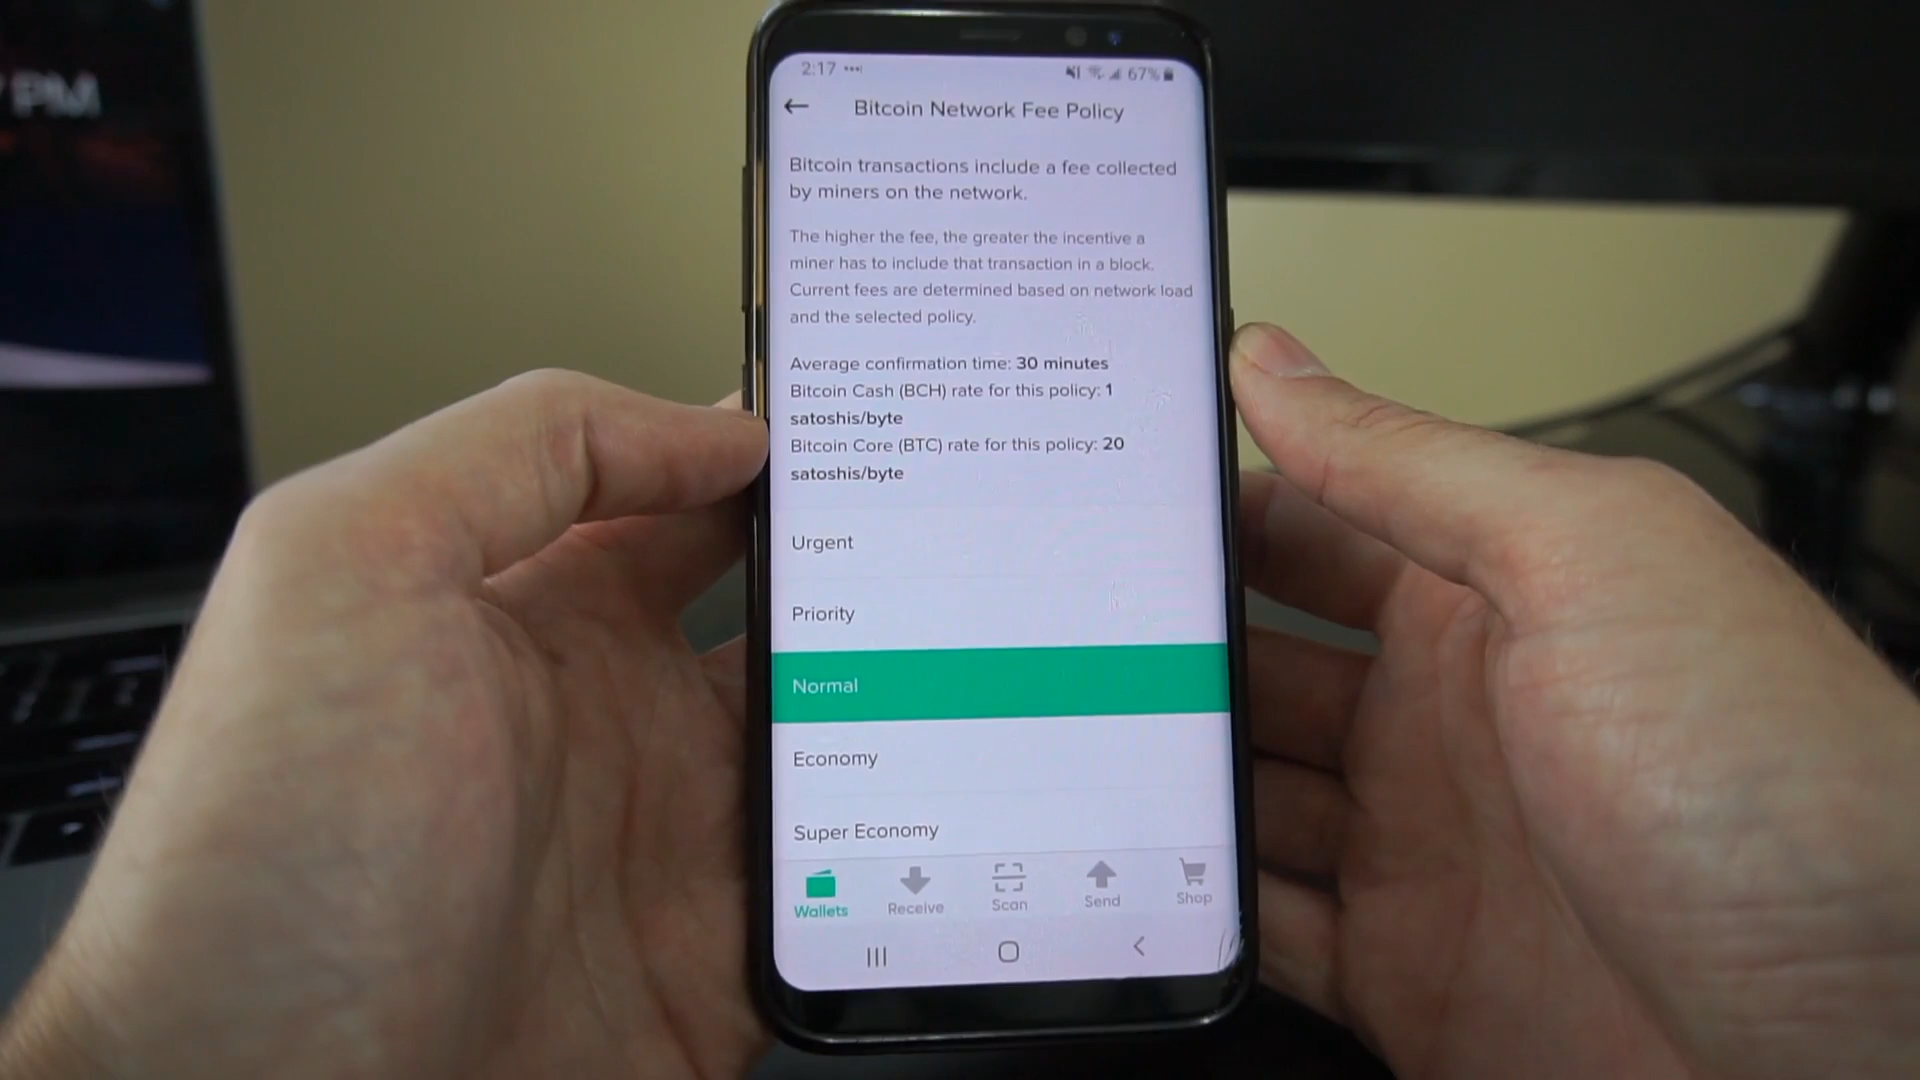 PM
2:17
67%
Bitcoin Network Fee Policy
Bitcoin transactions include a fee collected
by miners on the network.
The higher the fee, the greater the incentive a
miner has to include that transaction in a block.
Current fees are determined based on network load
and the selected policy.
Average confirmation time: 30 minutes
Bitcoin Cash (BCH) rate for this policy: 1
satoshis/byte
Bitcoin Core (BTC) rate for this policy: 20
satoshis/byte
Urgent
Priority
Normal
Economy
Super Economy
Wallets
Receive
Scan
Send
Shop